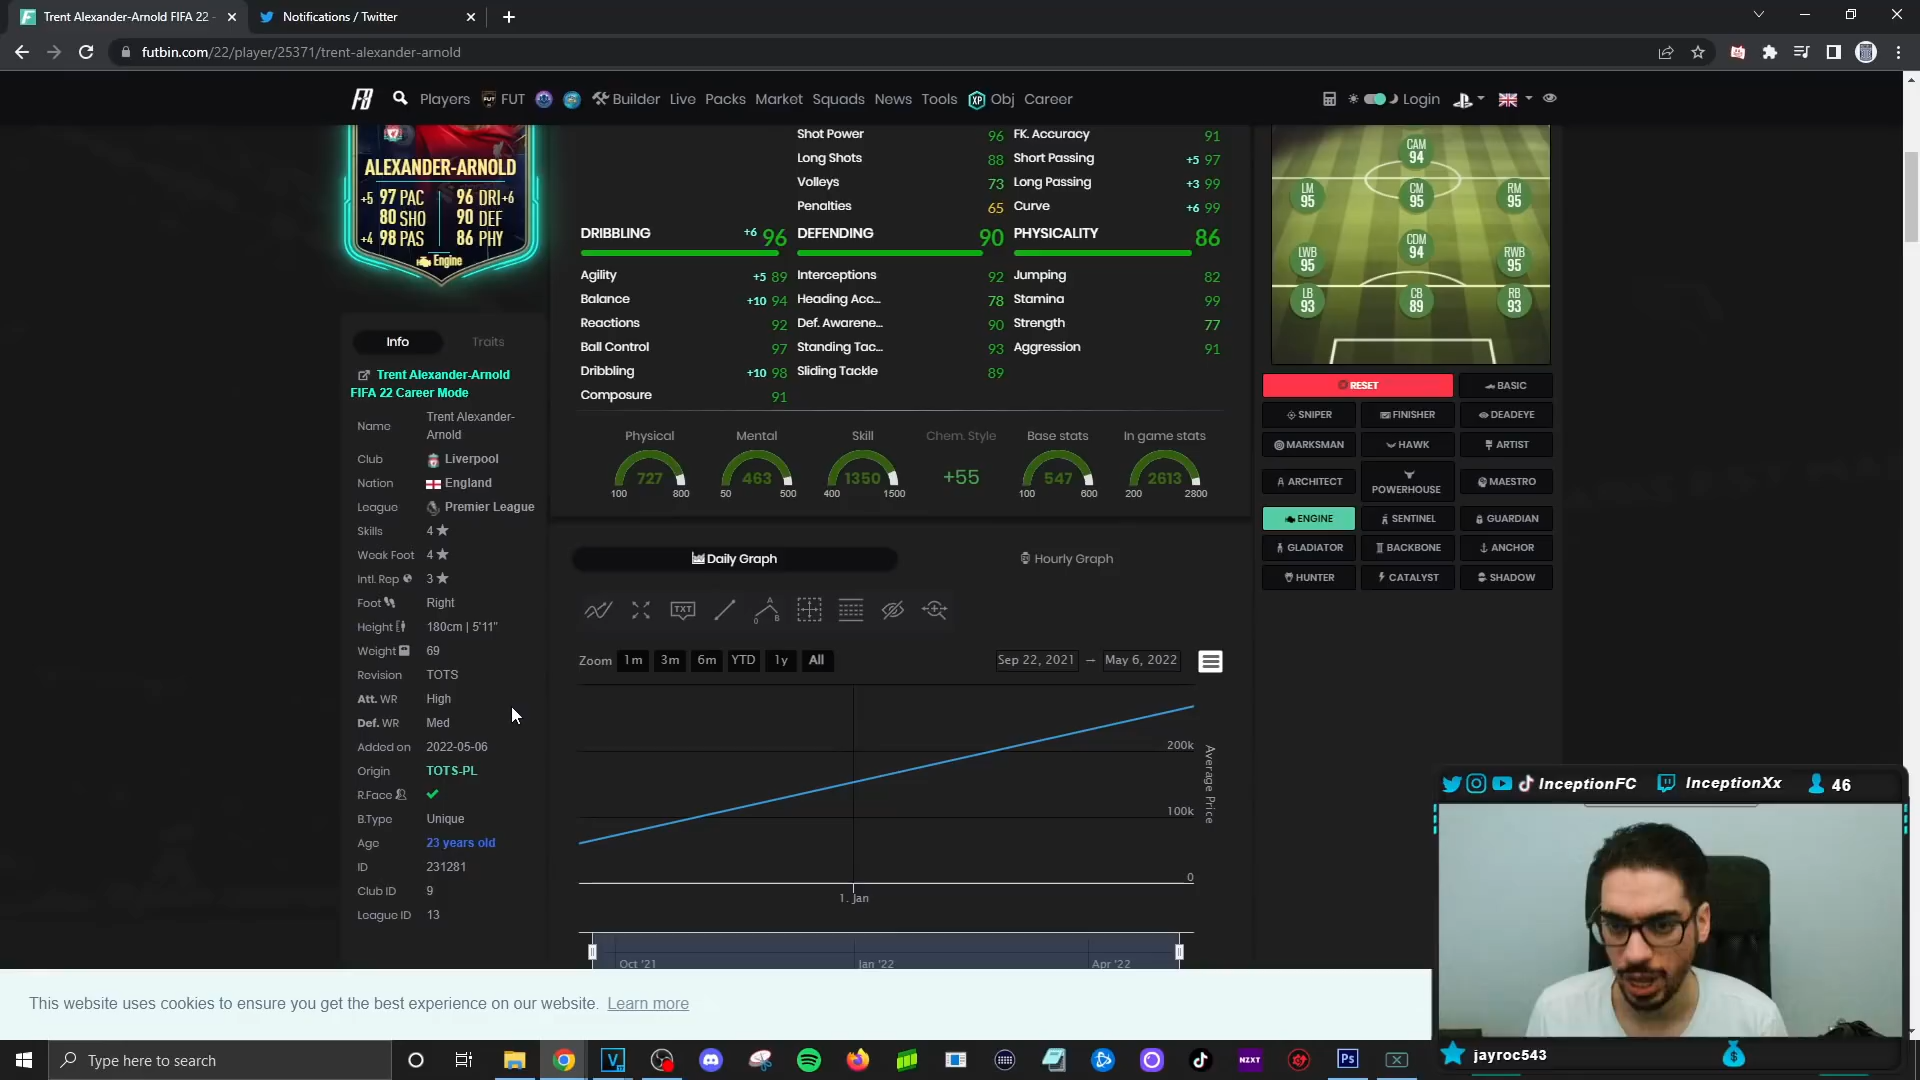 Trent Alexander-Arnold FIFA 22 -
Notifications / Twitter
futbin.com/22/player/25371/trent-alexander-arnold
Players FUT Builder Live Packs Market Squads News Tools XP Obj Career Login
ALEXANDER-ARNOLD
+5 97 PAC 96 DRI+6
80 SHO 90 DEF
+4 98 PAS 86 PHY
Engine
Shot Power 96
Long Shots 88
Volleys 73
Penalties 65
FK. Accuracy 91
Short Passing +5 97
Long Passing +3 99
Curve +6 99
DRIBBLING +6 96
Agility +5 89
Balance +10 94
Reactions 92
Ball Control 97
Dribbling +10 98
Composure 91
DEFENDING 90
Interceptions 92
Heading Acc... 78
Def. Awarene... 90
Standing Tac... 93
Sliding Tackle 89
PHYSICALITY 86
Jumping 82
Stamina 99
Strength 77
Aggression 91
Physical Mental Skill Chem. Style Base stats In game stats
727 463 1350 +55 547 2613
100 800 50 500 400 1500 100 600 200 2800
CAM
94
LM CM RM
95 95 95
CDM
94
LWB RWB
95 95
LB CB RB
93 89 93
RESET BASIC
SNIPER FINISHER DEADEYE
MARKSMAN HAWK ARTIST
ARCHITECT POWERHOUSE MAESTRO
ENGINE SENTINEL GUARDIAN
GLADIATOR BACKBONE ANCHOR
HUNTER CATALYST SHADOW
Info Traits
Trent Alexander-Arnold
FIFA 22 Career Mode
Name Trent Alexander-
Arnold
Club Liverpool
Nation England
League Premier League
Skills 4
Weak Foot 4
Intl. Rep 3
Foot Right
Height 180cm | 5'11"
Weight 69
Revision TOTS
Att. WR High
Def. WR Med
Added on 2022-05-06
Origin TOTS-PL
R.Face
B.Type Unique
Age 23 years old
ID 231281
Club ID 9
League ID 13
Daily Graph Hourly Graph
TXT
Zoom 1m 3m 6m YTD 1y All Sep 22, 2021 → May 6, 2022
200k
100k
0
Average Price
1. Jan
Oct '21 Jan '22 Apr '22
This website uses cookies to ensure you get the best experience on our website. Learn more
InceptionFC InceptionXx 46
jayroc543
Type here to search
NZXT
Ps